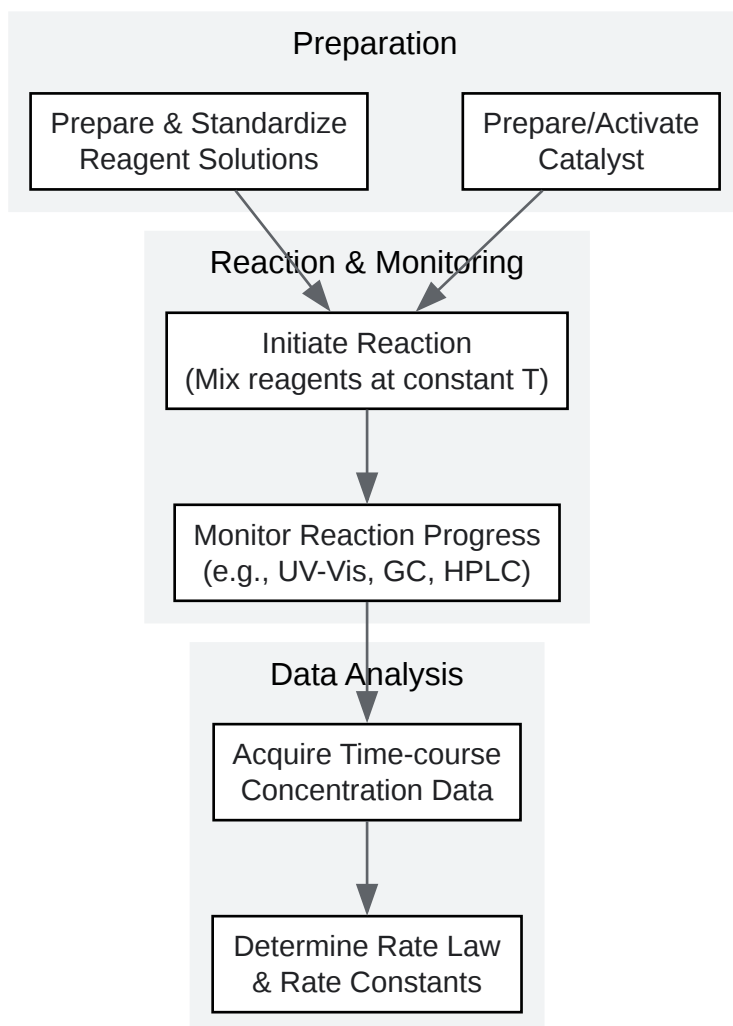 Preparation
Prepare & Standardize
Reagent Solutions
Prepare/Activate
Catalyst
Reaction & Monitoring
Initiate Reaction
(Mix reagents at constant T)
Monitor Reaction Progress
(e.g., UV-Vis, GC, HPLC)
Data Analysis
Acquire Time-course
Concentration Data
Determine Rate Law
& Rate Constants